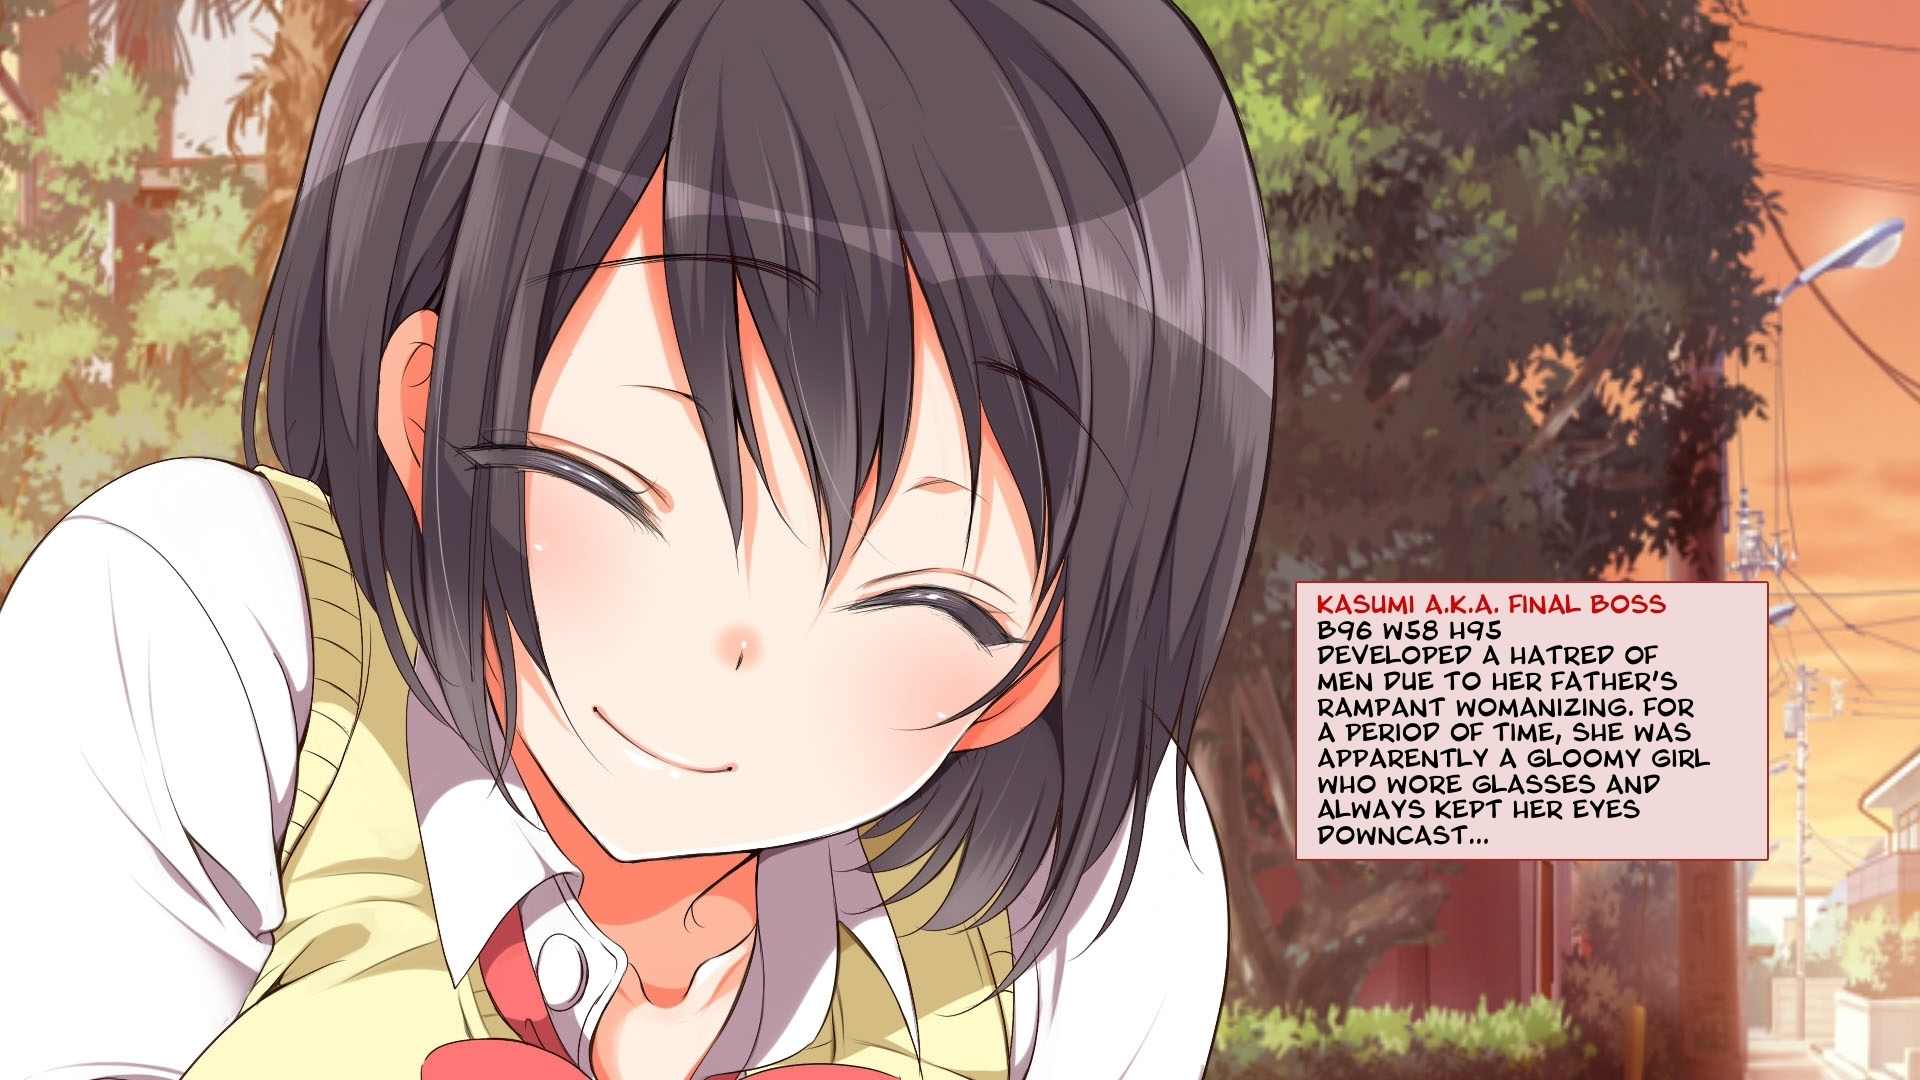 KASUMI A.K.A. FINAL BOSS
B96 W58 H95
DEVELOPED A HATRED OF
MEN DUE TO HER FATHER'S
RAMPANT WOMANIZING. FOR
A PERIOD OF TIME, SHE WAS
APPARENTLY A GLOOMY GIRL
WHO WORE GLASSES AND
ALWAYS KEPT HER EYES
DOWNCAST...